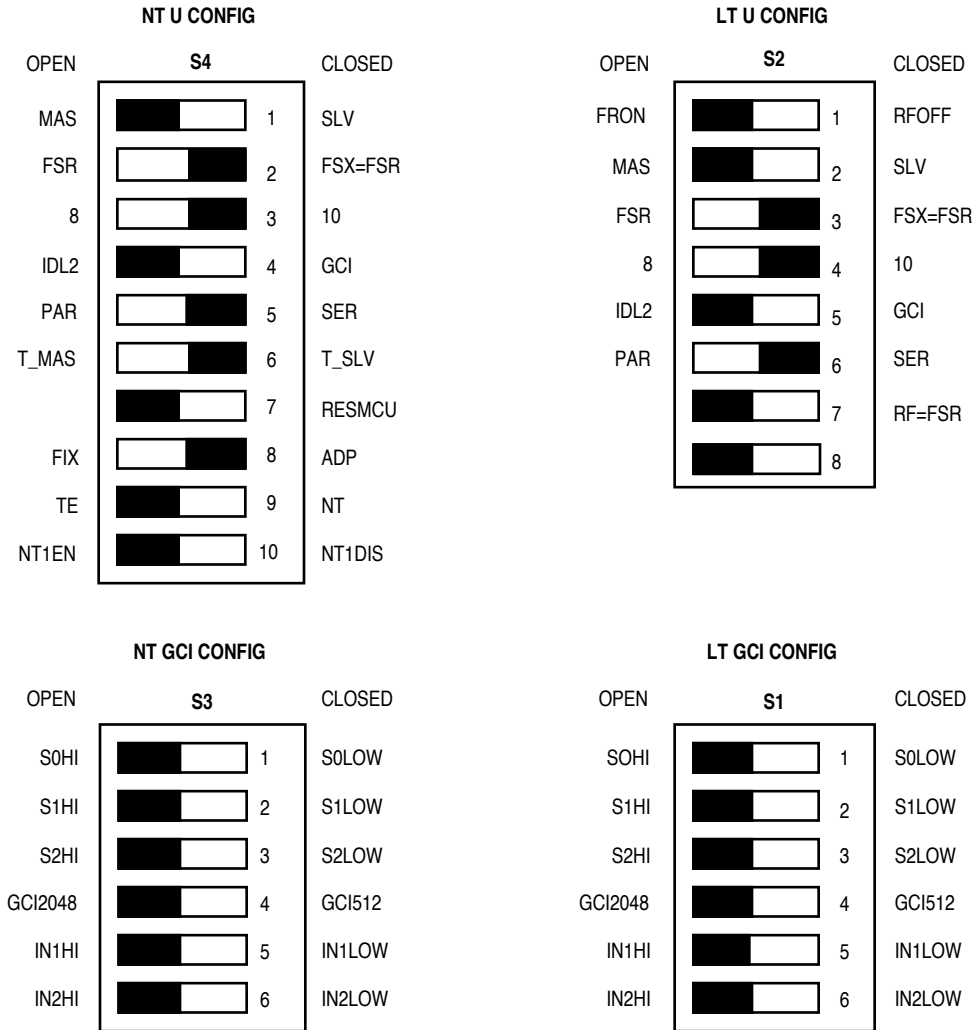 NT U CONFIG
OPEN S4 CLOSED
MAS 1 SLV
FSR 2 FSX=FSR
8 3 10
IDL2 4 GCI
PAR 5 SER
T_MAS 6 T_SLV
7 RESMCU
FIX 8 ADP
TE 9 NT
NT1EN 10 NT1DIS
LT U CONFIG
OPEN S2 CLOSED
FRON 1 RFOFF
MAS 2 SLV
FSR 3 FSX=FSR
8 4 10
IDL2 5 GCI
PAR 6 SER
7 RF=FSR
8
NT GCI CONFIG
OPEN S3 CLOSED
S0HI 1 S0LOW
S1HI 2 S1LOW
S2HI 3 S2LOW
GCI2048 4 GCI512
IN1HI 5 IN1LOW
IN2HI 6 IN2LOW
LT GCI CONFIG
OPEN S1 CLOSED
SOHI 1 S0LOW
S1HI 2 S1LOW
S2HI 3 S2LOW
GCI2048 4 GCI512
IN1HI 5 IN1LOW
IN2HI 6 IN2LOW